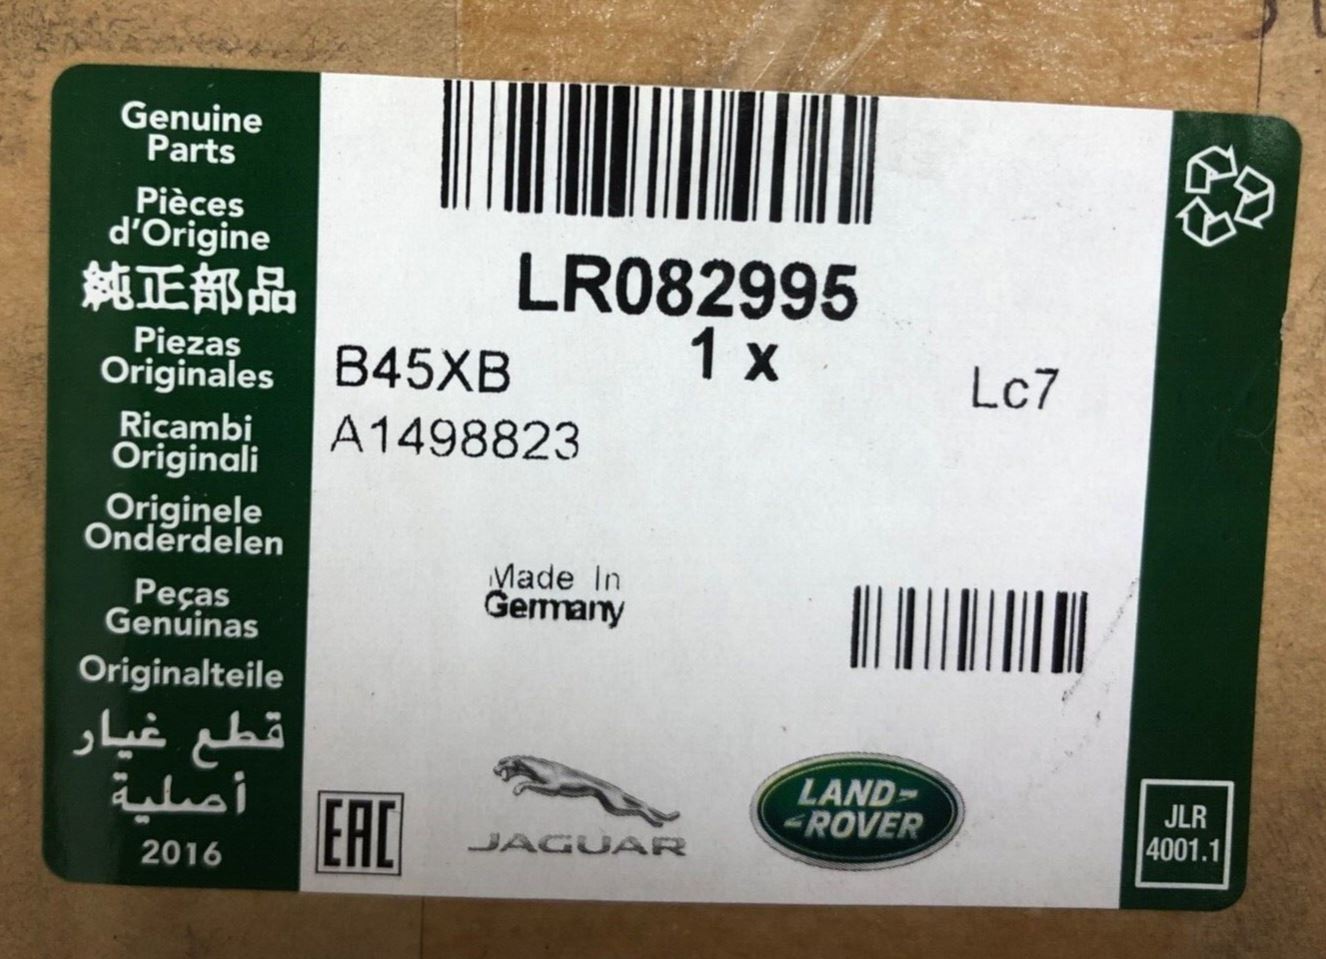 Genuine
Parts
Pièces
d'Origine
純正部品
Piezas
Originales
Ricambi
Originali
Originele
Onderdelen
Peças
Genuinas
Originalteile
قطع غيار
أصلية
2016
LR082995
1 x
B45XB
Lc7
A1498823
Made In
Germany
EAC
JAGUAR
LAND-
-ROVER
JLR
4001.1